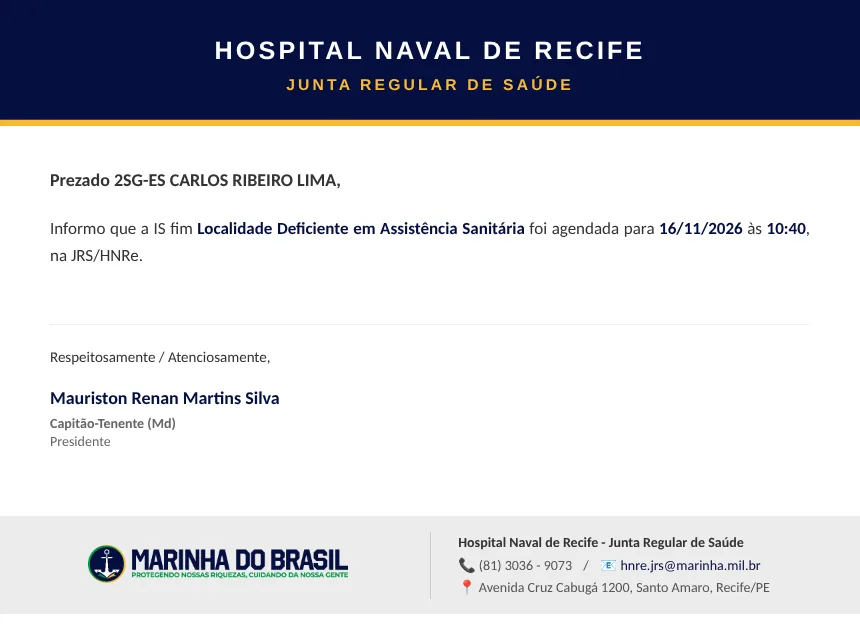 HOSPITAL NAVAL DE RECIFE
JUNTA REGULAR DE SAÚDE
Prezado 2SG-ES CARLOS RIBEIRO LIMA,
Informo que a IS fim Localidade Deficiente em Assistência Sanitária foi agendada para 16/11/2026 às 10:40,
na JRS/HNRe.
Respeitosamente / Atenciosamente,
Mauriston Renan Martins Silva
Capitão-Tenente (Md)
Presidente
MARINHA DO BRASIL
PROTEGENDO NOSSAS RIQUEZAS, CUIDANDO DA NOSSA GENTE
Hospital Naval de Recife - Junta Regular de Saúde
(81) 3036 - 9073 / hnre.jrs@marinha.mil.br
Avenida Cruz Cabugá 1200, Santo Amaro, Recife/PE